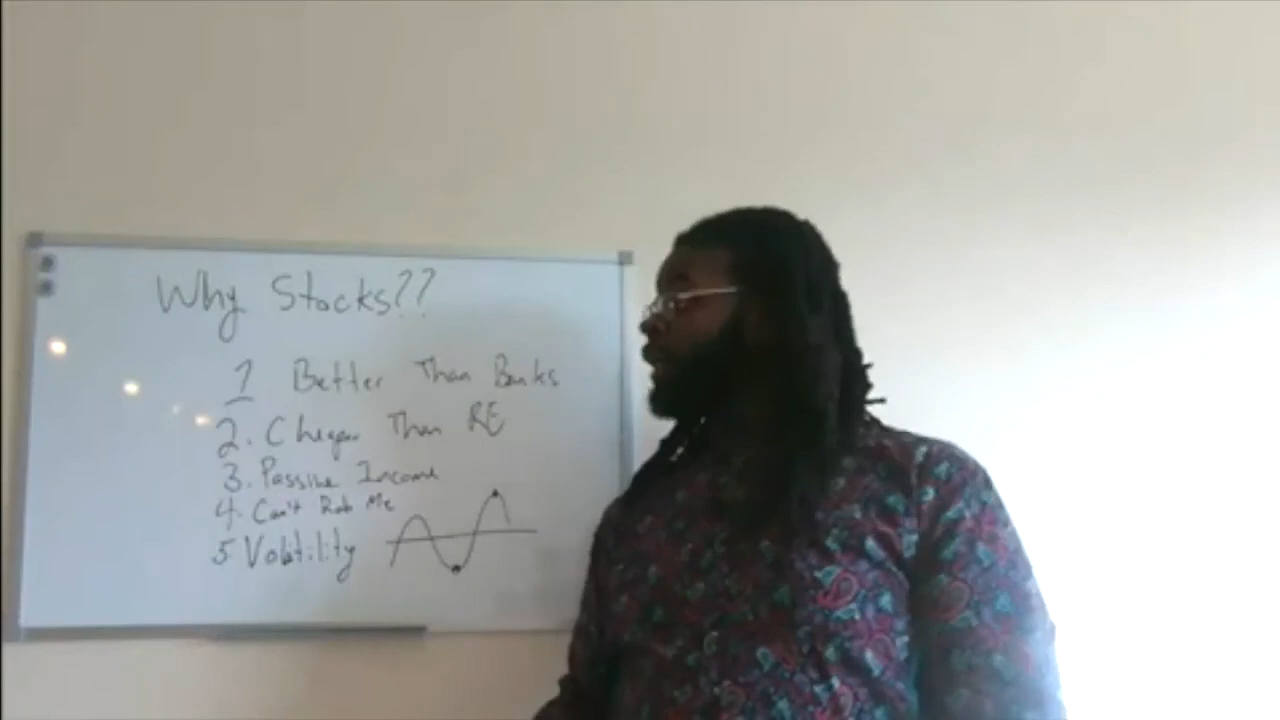 Why Stocks??
1 Better Than Banks
2. Cheaper Than RE
3. Passive Income
4. Can't Rob Me
5 Volatility